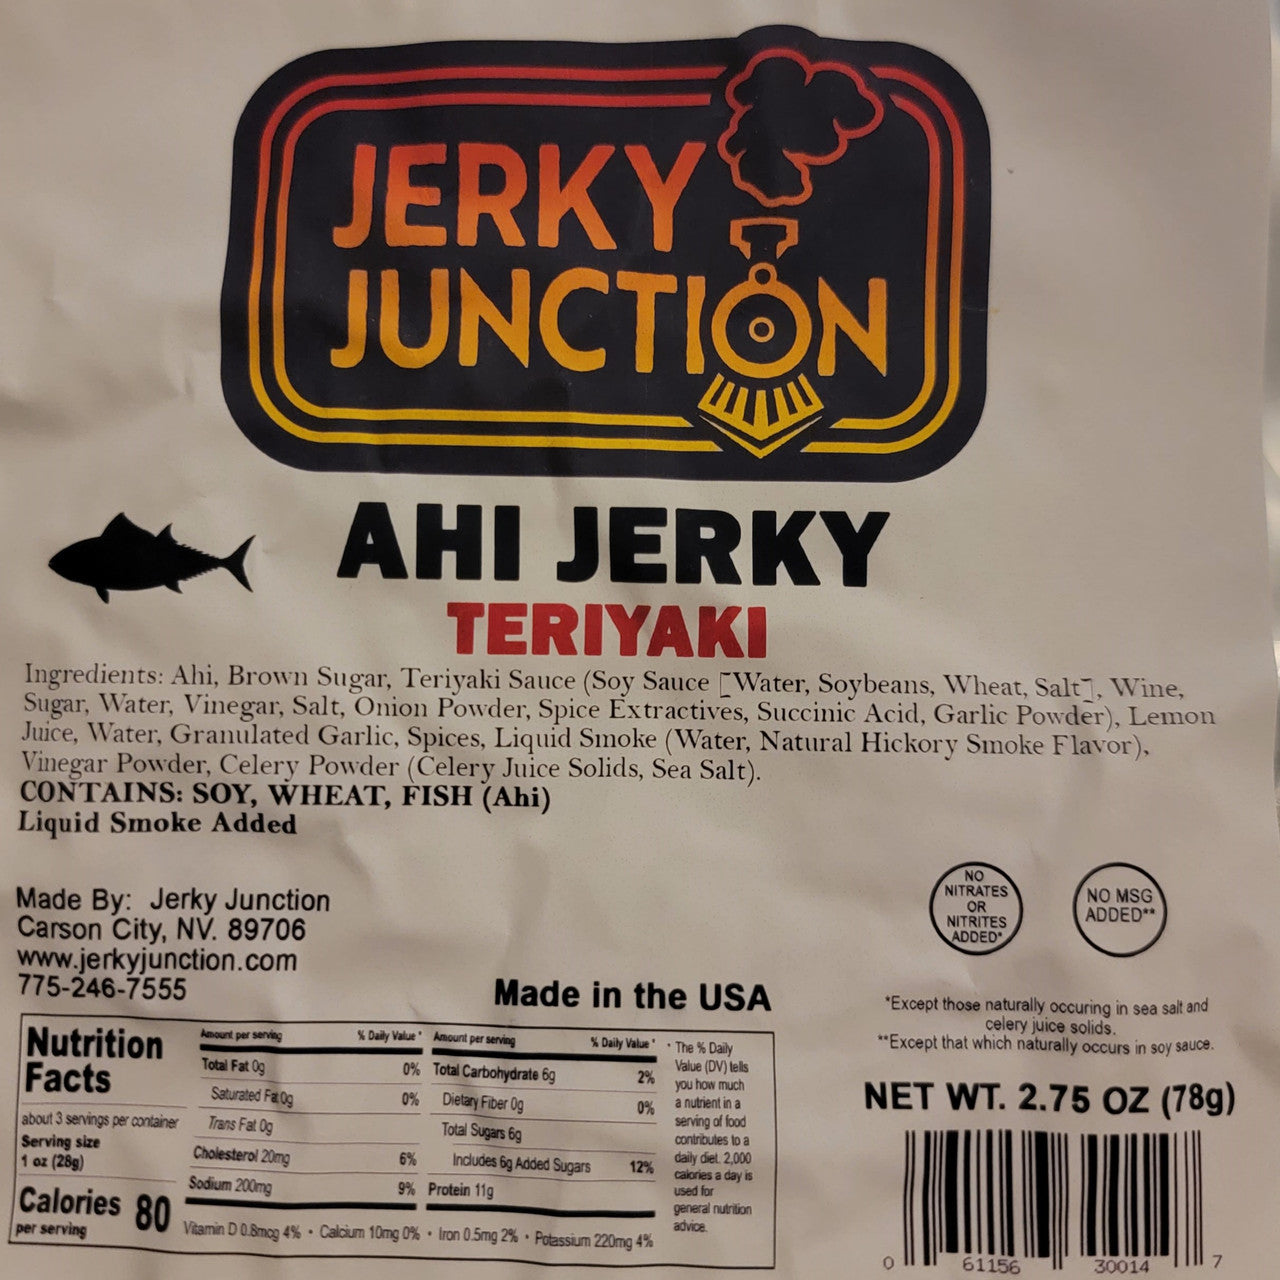 JERKY
JUNCTION
AHI JERKY
TERIYAKI
Ingredients: Ahi, Brown Sugar, Teriyaki Sauce (Soy Sauce [Water, Soybeans, Wheat, Salt], Wine,
Sugar, Water, Vinegar, Salt, Onion Powder, Spice Extractives, Succinic Acid, Garlic Powder), Lemon
Juice, Water, Granulated Garlic, Spices, Liquid Smoke (Water, Natural Hickory Smoke Flavor),
Vinegar Powder, Celery Powder (Celery Juice Solids, Sea Salt).
CONTAINS: SOY, WHEAT, FISH (Ahi)
Liquid Smoke Added
Made By: Jerky Junction
Carson City, NV. 89706
www.jerkyjunction.com
775-246-7555
Made in the USA
NO
NITRATES
OR
NITRITES
ADDED*
NO MSG
ADDED**
*Except those naturally occuring in sea salt and
celery juice solids.
**Except that which naturally occurs in soy sauce.
NET WT. 2.75 OZ (78g)
Nutrition
Facts
about 3 servings per container
Serving size
1 oz (28g)
Calories 80
per serving
Amount per serving % Daily Value*
Total Fat 0g 0%
Saturated Fat 0g 0%
Trans Fat 0g
Cholesterol 20mg 6%
Sodium 200mg 9%
Amount per serving % Daily Value*
Total Carbohydrate 6g 2%
Dietary Fiber 0g 0%
Total Sugars 6g
Includes 6g Added Sugars 12%
Protein 11g
Vitamin D 0.8mcg 4% • Calcium 10mg 0% • Iron 0.5mg 2% • Potassium 220mg 4%
* The % Daily
Value (DV) tells
you how much
a nutrient in a
serving of food
contributes to a
daily diet. 2,000
calories a day is
used for
general nutrition
advice.
0 61156 30014 7